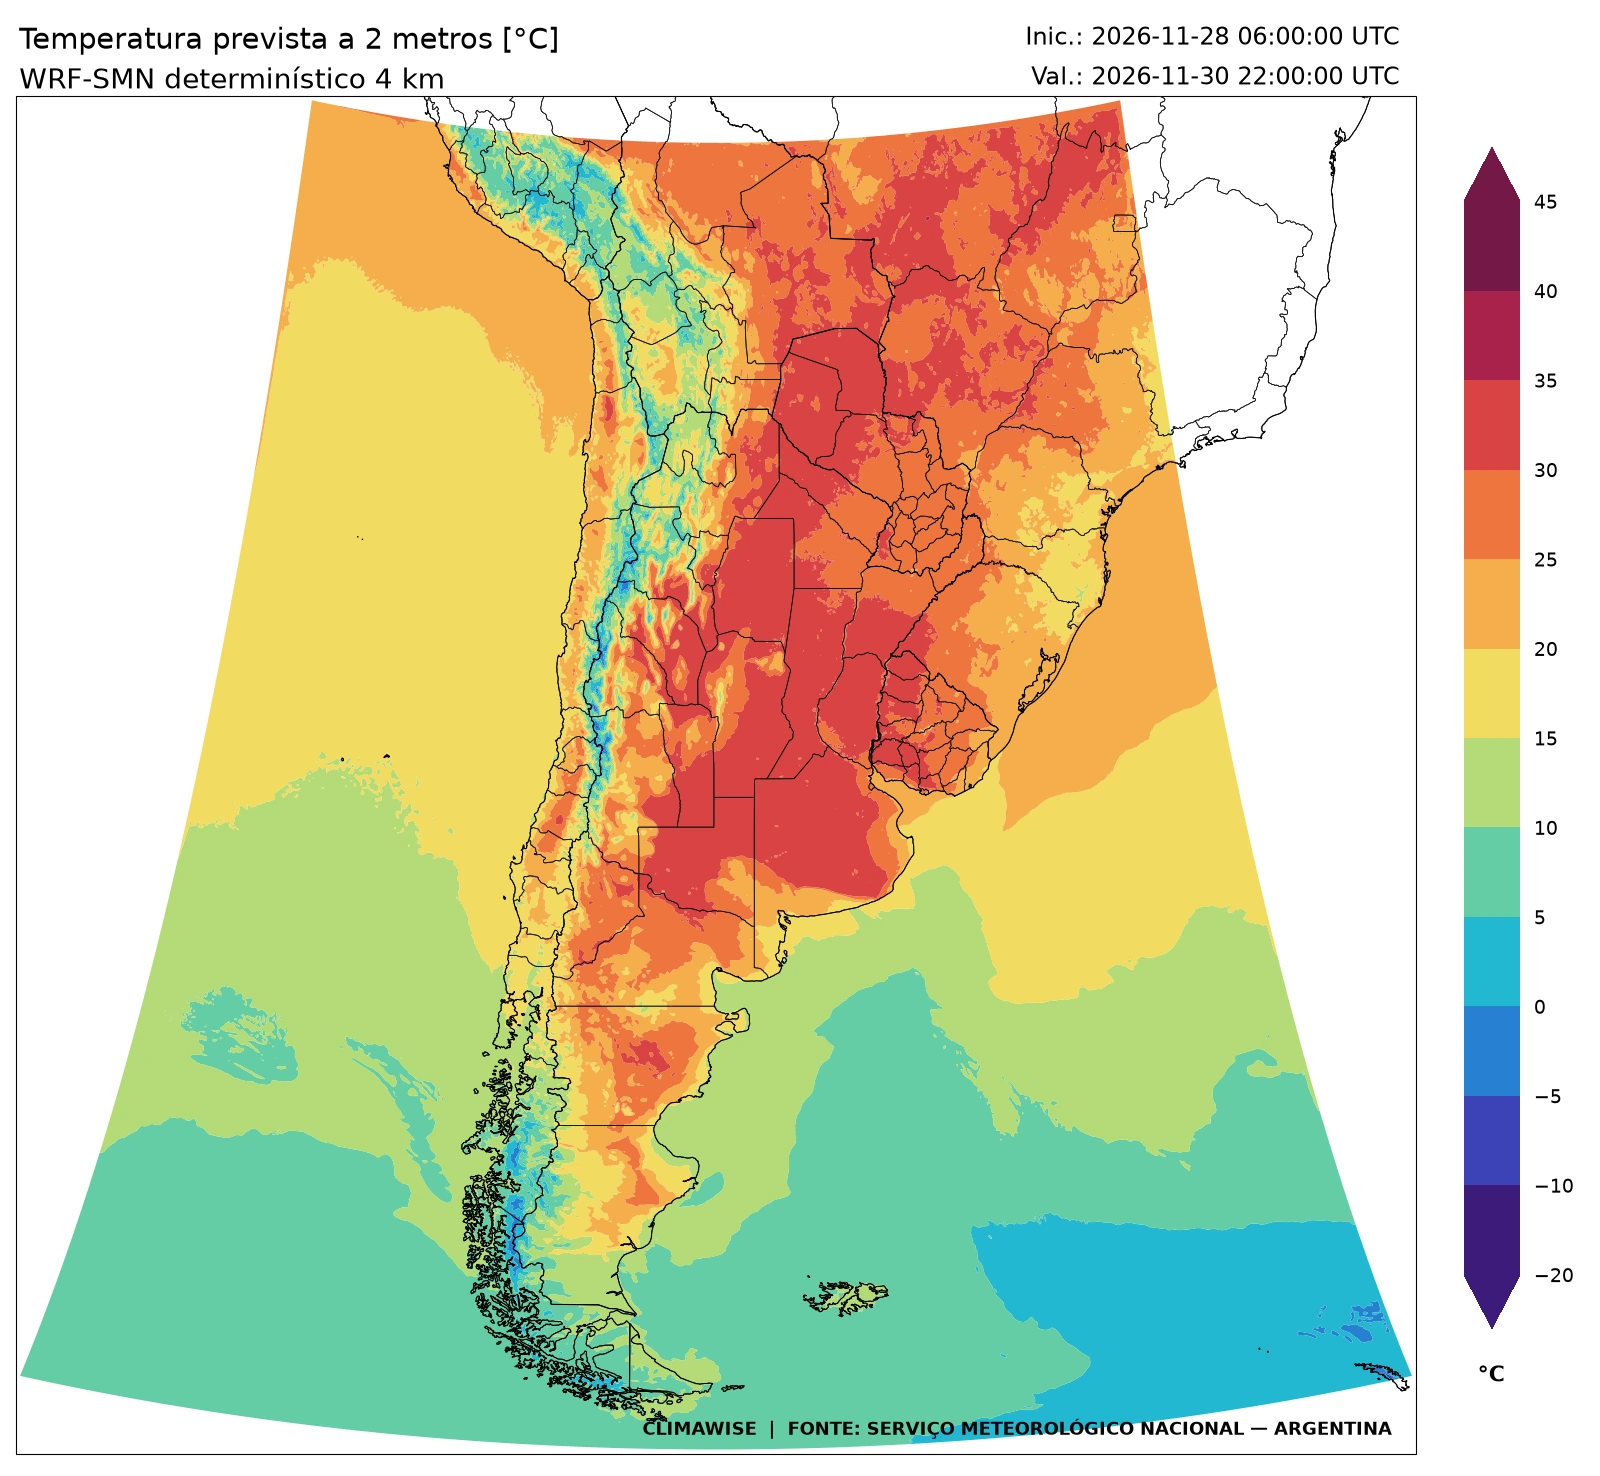 Temperatura prevista a 2 metros [°C]
WRF-SMN determinístico 4 km
Inic.: 2026-11-28 06:00:00 UTC
Val.: 2026-11-30 22:00:00 UTC
45
40
35
30
25
20
15
10
5
0
−5
−10
−20
°C
CLIMAWISE | FONTE: SERVIÇO METEOROLÓGICO NACIONAL — ARGENTINA